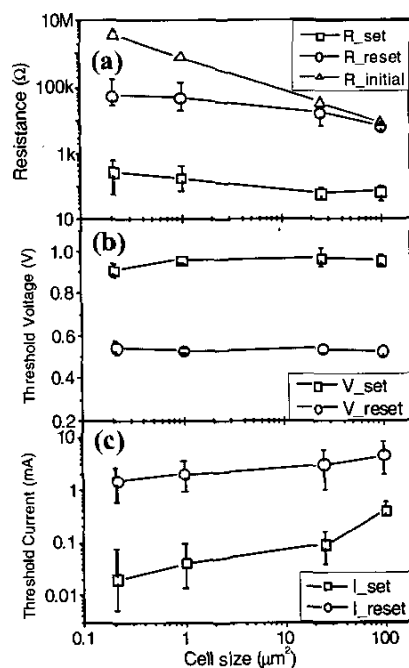 10M
100k
1k
10
Resistance (Ω)
(a)
R_set
R_reset
R_initial
1.2
1.0
0.8
0.6
0.4
0.2
Threshold Voltage (V)
(b)
V_set
V_reset
10
1
0.1
0.01
Threshold Current (mA)
(c)
I_set
I_reset
0.1
1
10
100
Cell size (μm²)